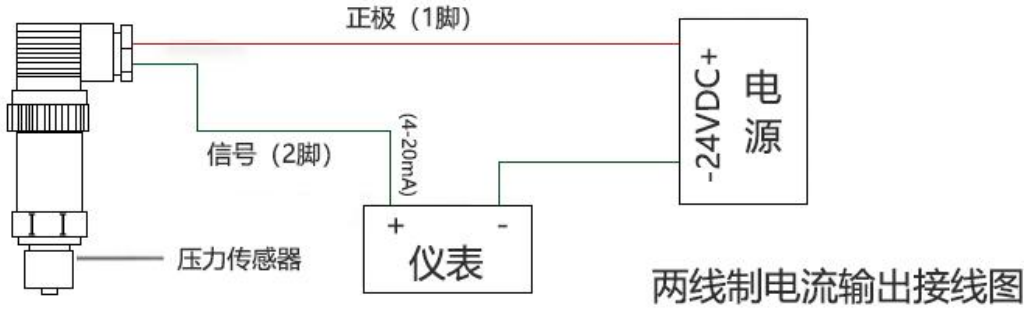 正极（1脚）
-24VDC+
电源
(4-20mA)
信号（2脚）
+ -
仪表
压力传感器
两线制电流输出接线图